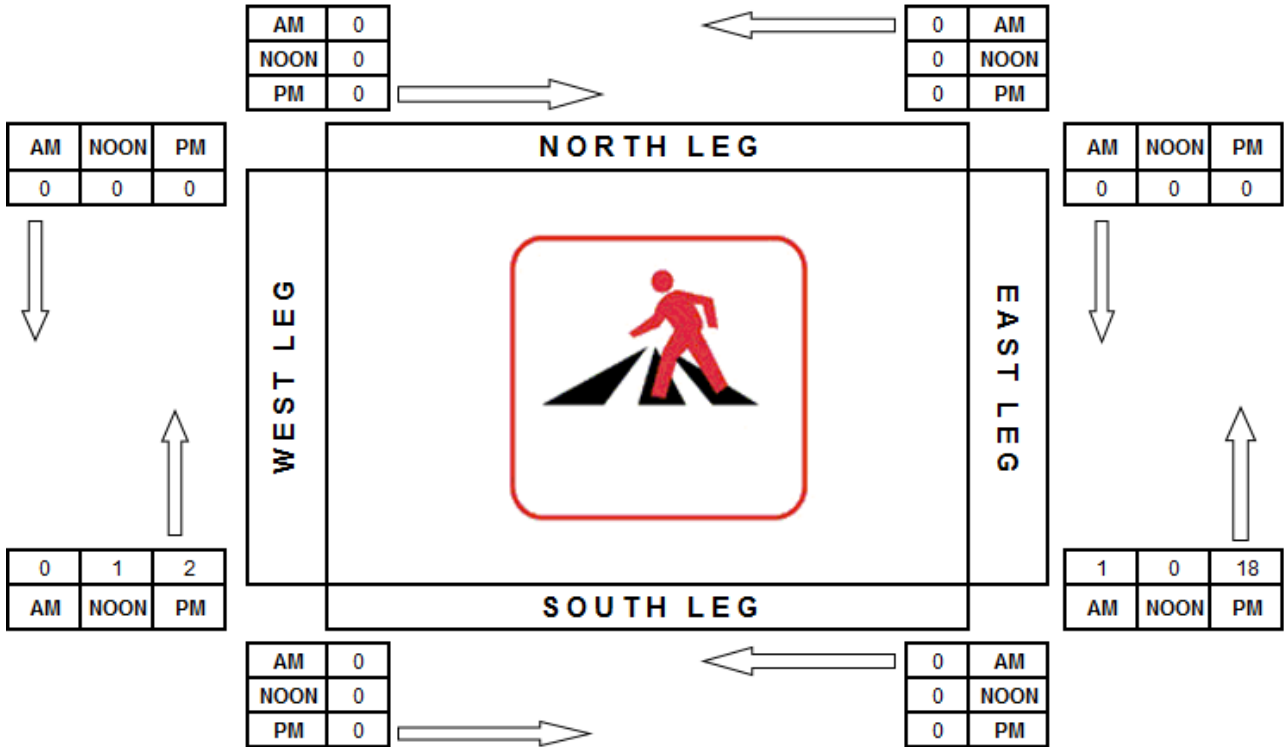 AM 0
0 AM
NOON 0
0 NOON
PM 0
0 PM
AM NOON PM
NORTH LEG
AM NOON PM
0 0 0
0 0 0
WEST LEG
EAST LEG
0 1 2
1 0 18
AM NOON PM
SOUTH LEG
AM NOON PM
AM 0
0 AM
NOON 0
0 NOON
PM 0
0 PM